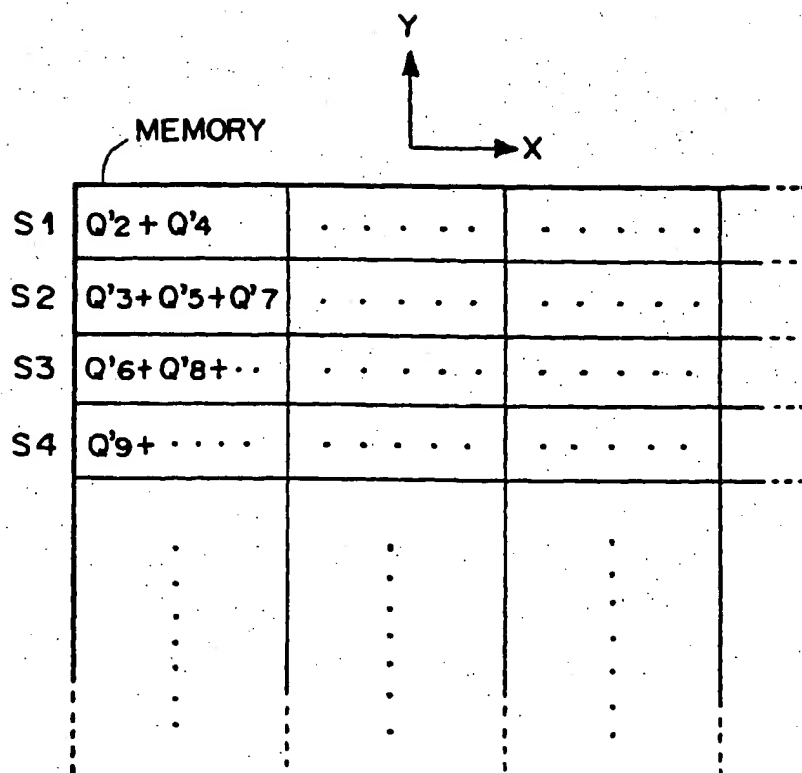 Y
X
MEMORY
S1 Q'2 + Q'4 . . . . . . . . . .
S2 Q'3+Q'5+Q'7 . . . . . . . . . .
S3 Q'6+Q'8+·· . . . . . . . . . .
S4 Q'9+ ···· . . . . . . . . . .